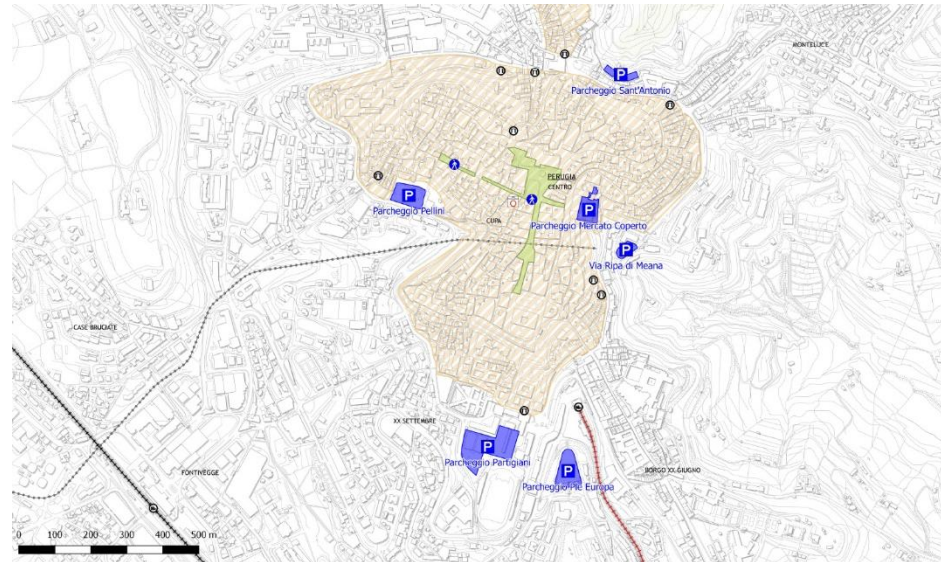 MONTELUCE
P
Parcheggio Sant'Antonio
PERUGIA
CENTRO
P
Parcheggio Pellini
P
Parcheggio Mercato Coperto
CUPA
P
Via Ripa di Meana
CASE BRUCIATE
XX SETTEMBRE
P
Parcheggio Partigiani
P
Parcheggio Ple Europa
BORGO XX GIUGNO
FONTIVEGGE
0 100 200 300 400 500 m